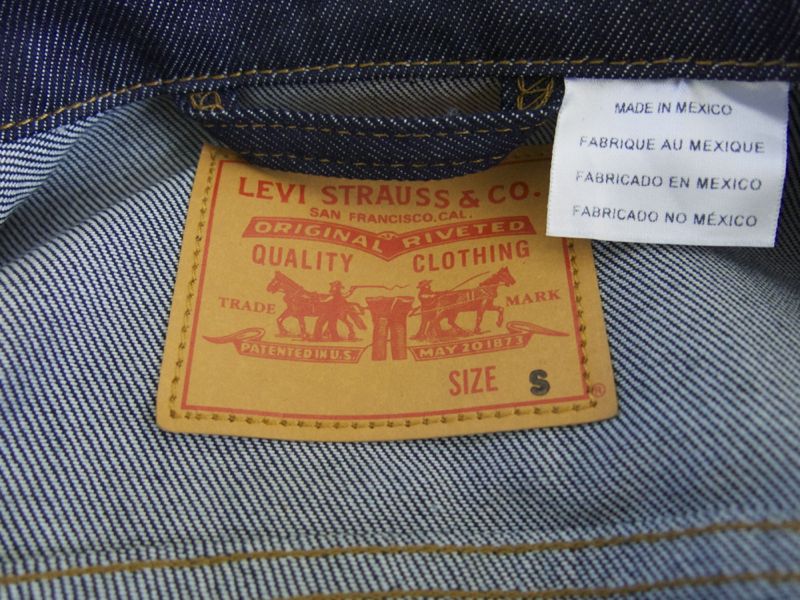 LEVI STRAUSS & CO.
SAN FRANCISCO, CAL.
ORIGINAL RIVETED
QUALITY CLOTHING
TRADE MARK
PATENTED IN U.S. MAY 20 1873
SIZE S
®
MADE IN MEXICO
FABRIQUE AU MEXIQUE
FABRICADO EN MEXICO
FABRICADO NO MÉXICO